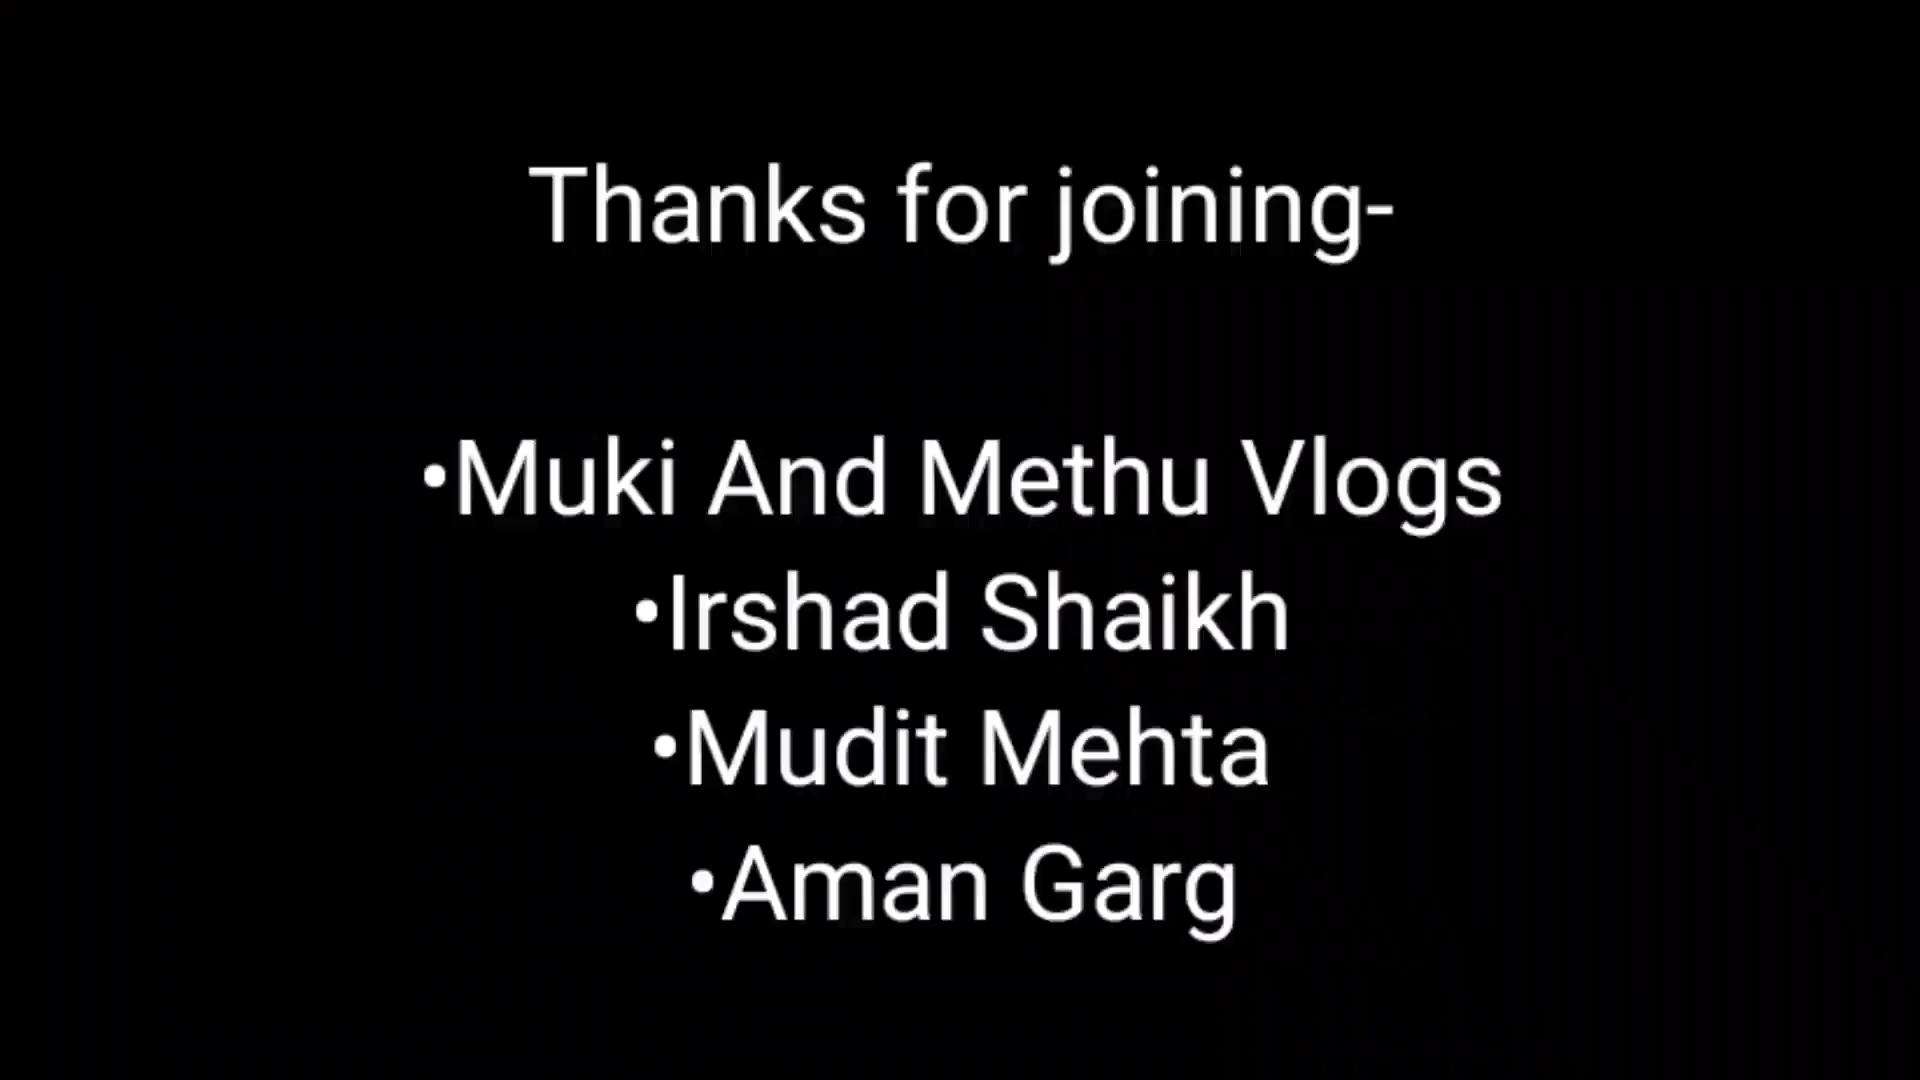 Thanks for joining-
•Muki And Methu Vlogs
•Irshad Shaikh
•Mudit Mehta
•Aman Garg